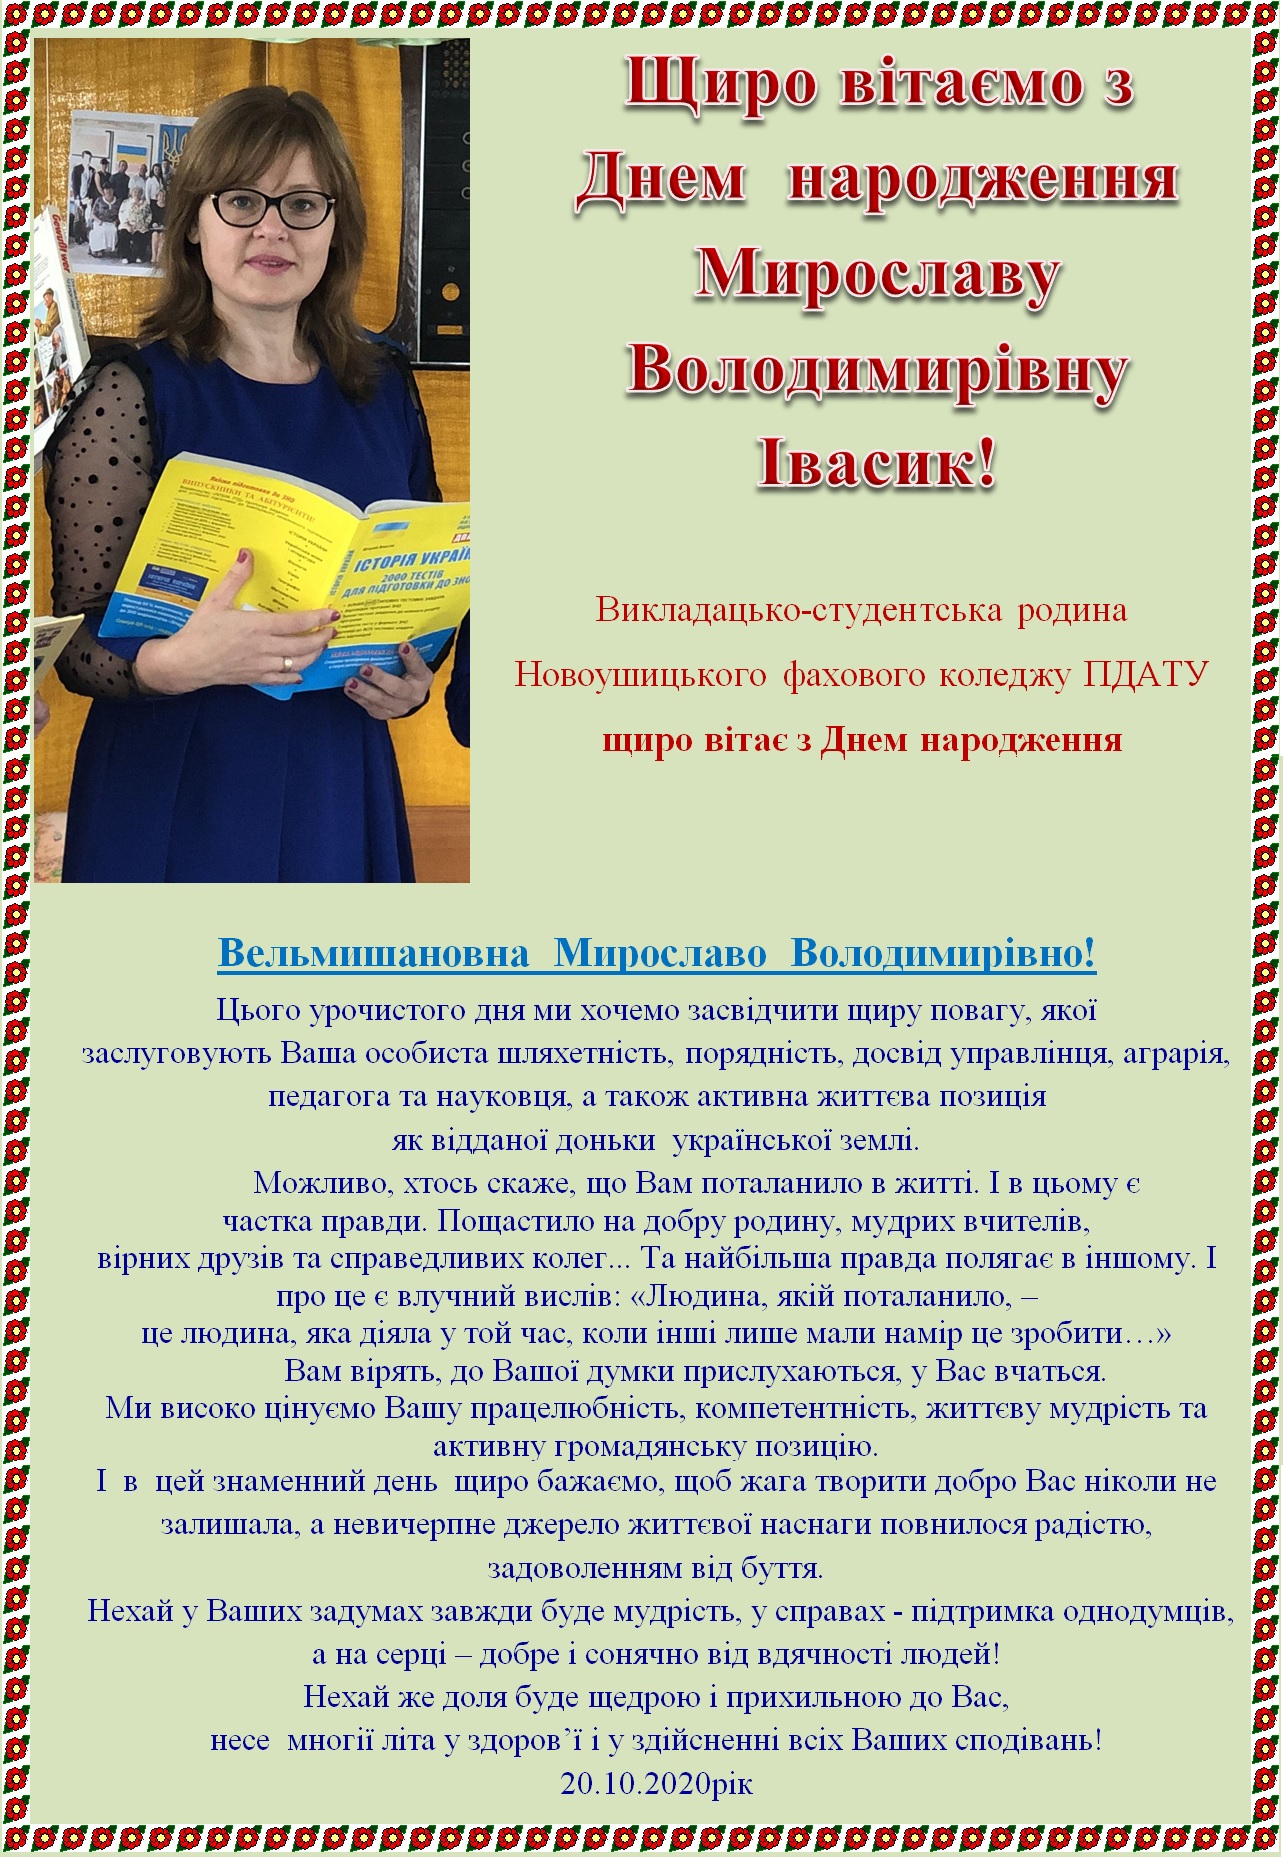 Щиро вітаємо з
Днем народження
Мирославу
Володимирівну
Івасик!
Викладацько-студентська родина
Новоушицького фахового коледжу ПДАТУ
щиро вітає з Днем народження
ВИПУСКНИКИ ТА АБІТУРІЄНТИ!
ІСТОРІЯ УКРАЇН
2000 ТЕСТІВ
ДЛЯ ПІДГОТОВКИ ДО ЗНО
Вельмишановна Мирославо Володимирівно!
Цього урочистого дня ми хочемо засвідчити щиру повагу, якої
заслуговують Ваша особиста шляхетність, порядність, досвід управлінця, аграрія,
педагога та науковця, а також активна життєва позиція
як відданої доньки української землі.
Можливо, хтось скаже, що Вам поталанило в житті. І в цьому є
частка правди. Пощастило на добру родину, мудрих вчителів,
вірних друзів та справедливих колег... Та найбільша правда полягає в іншому. І
про це є влучний вислів: «Людина, якій поталанило, –
це людина, яка діяла у той час, коли інші лише мали намір це зробити…»
Вам вірять, до Вашої думки прислухаються, у Вас вчаться.
Ми високо цінуємо Вашу працелюбність, компетентність, життєву мудрість та
активну громадянську позицію.
І в цей знаменний день щиро бажаємо, щоб жага творити добро Вас ніколи не
залишала, а невичерпне джерело життєвої наснаги повнилося радістю,
задоволенням від буття.
Нехай у Ваших задумах завжди буде мудрість, у справах - підтримка однодумців,
а на серці – добре і сонячно від вдячності людей!
Нехай же доля буде щедрою і прихильною до Вас,
несе многії літа у здоров’ї і у здійсненні всіх Ваших сподівань!
20.10.2020рік